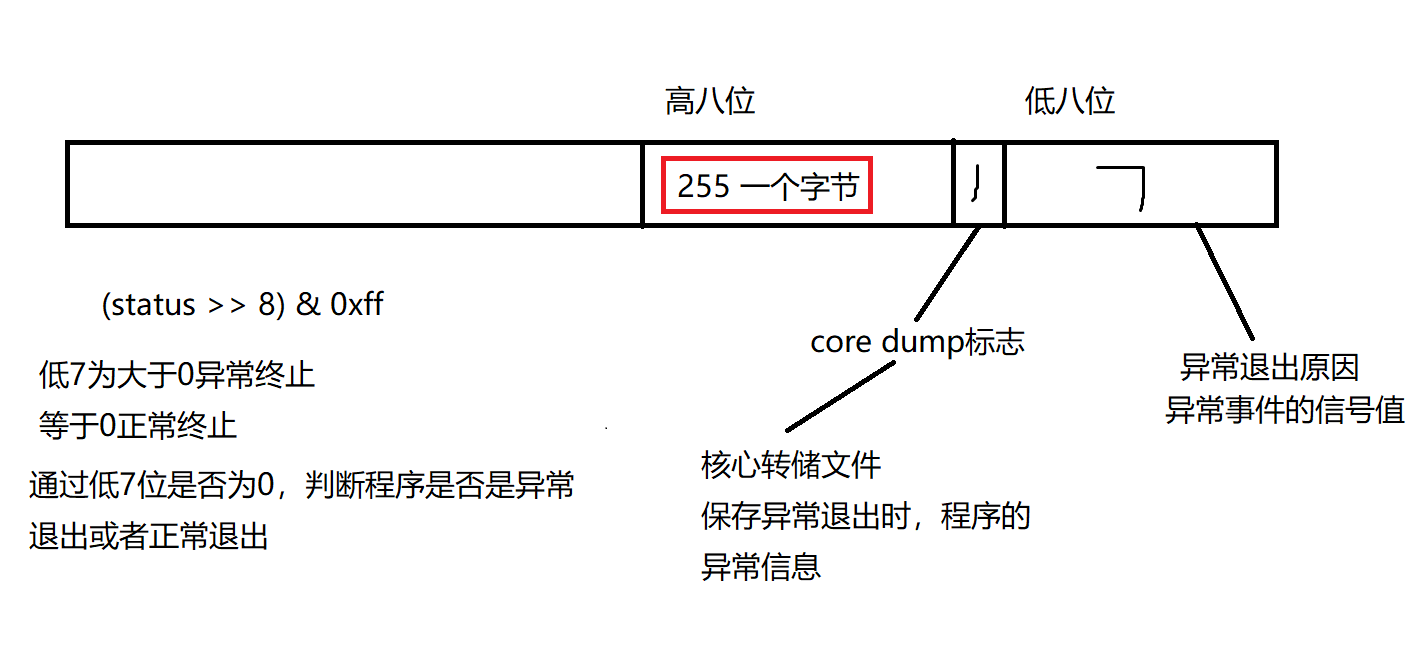 高八位
低八位
255 一个字节
(status >> 8) & 0xff
core dump标志
低7为大于0异常终止
等于0正常终止
异常退出原因
异常事件的信号值
通过低7位是否为0，判断程序是否是异常
退出或者正常退出
核心转储文件
保存异常退出时，程序的
异常信息